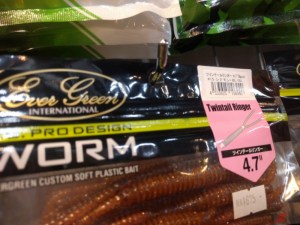 Ever Green
INTERNATIONAL
PRO DESIGN
WORM
ERGREEN CUSTOM SOFT PLASTIC BAIT
Twintail Ringer
ツインテールリンガー
4.7"